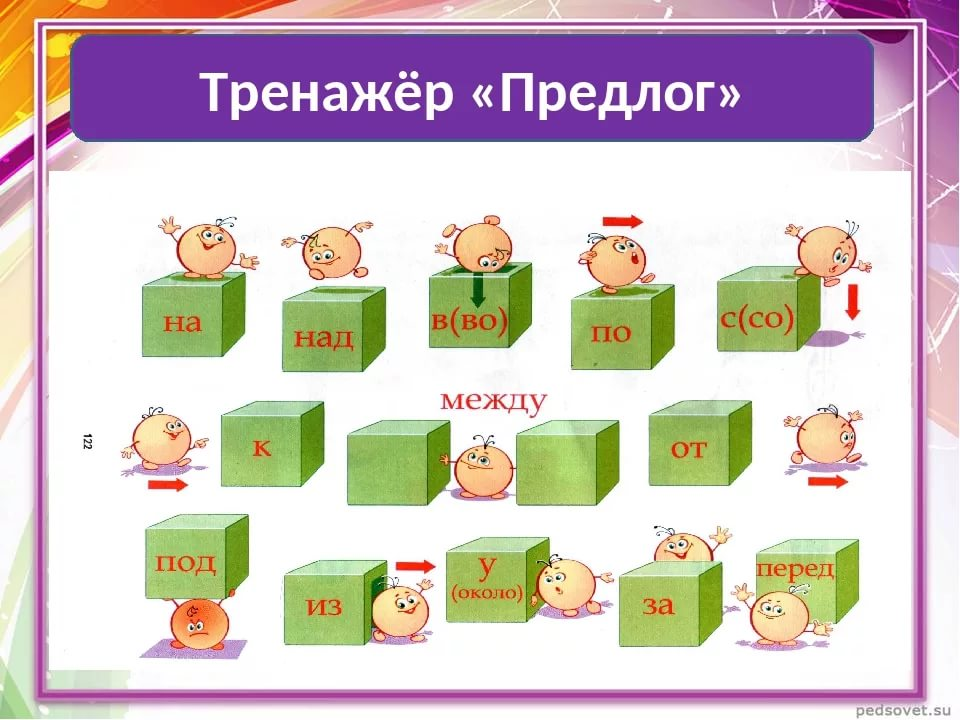 Тренажёр «Предлог»
на
над
в(во)
по
с(со)
между
122
к
от
под
из
у
(около)
за
перед
pedsovet.su